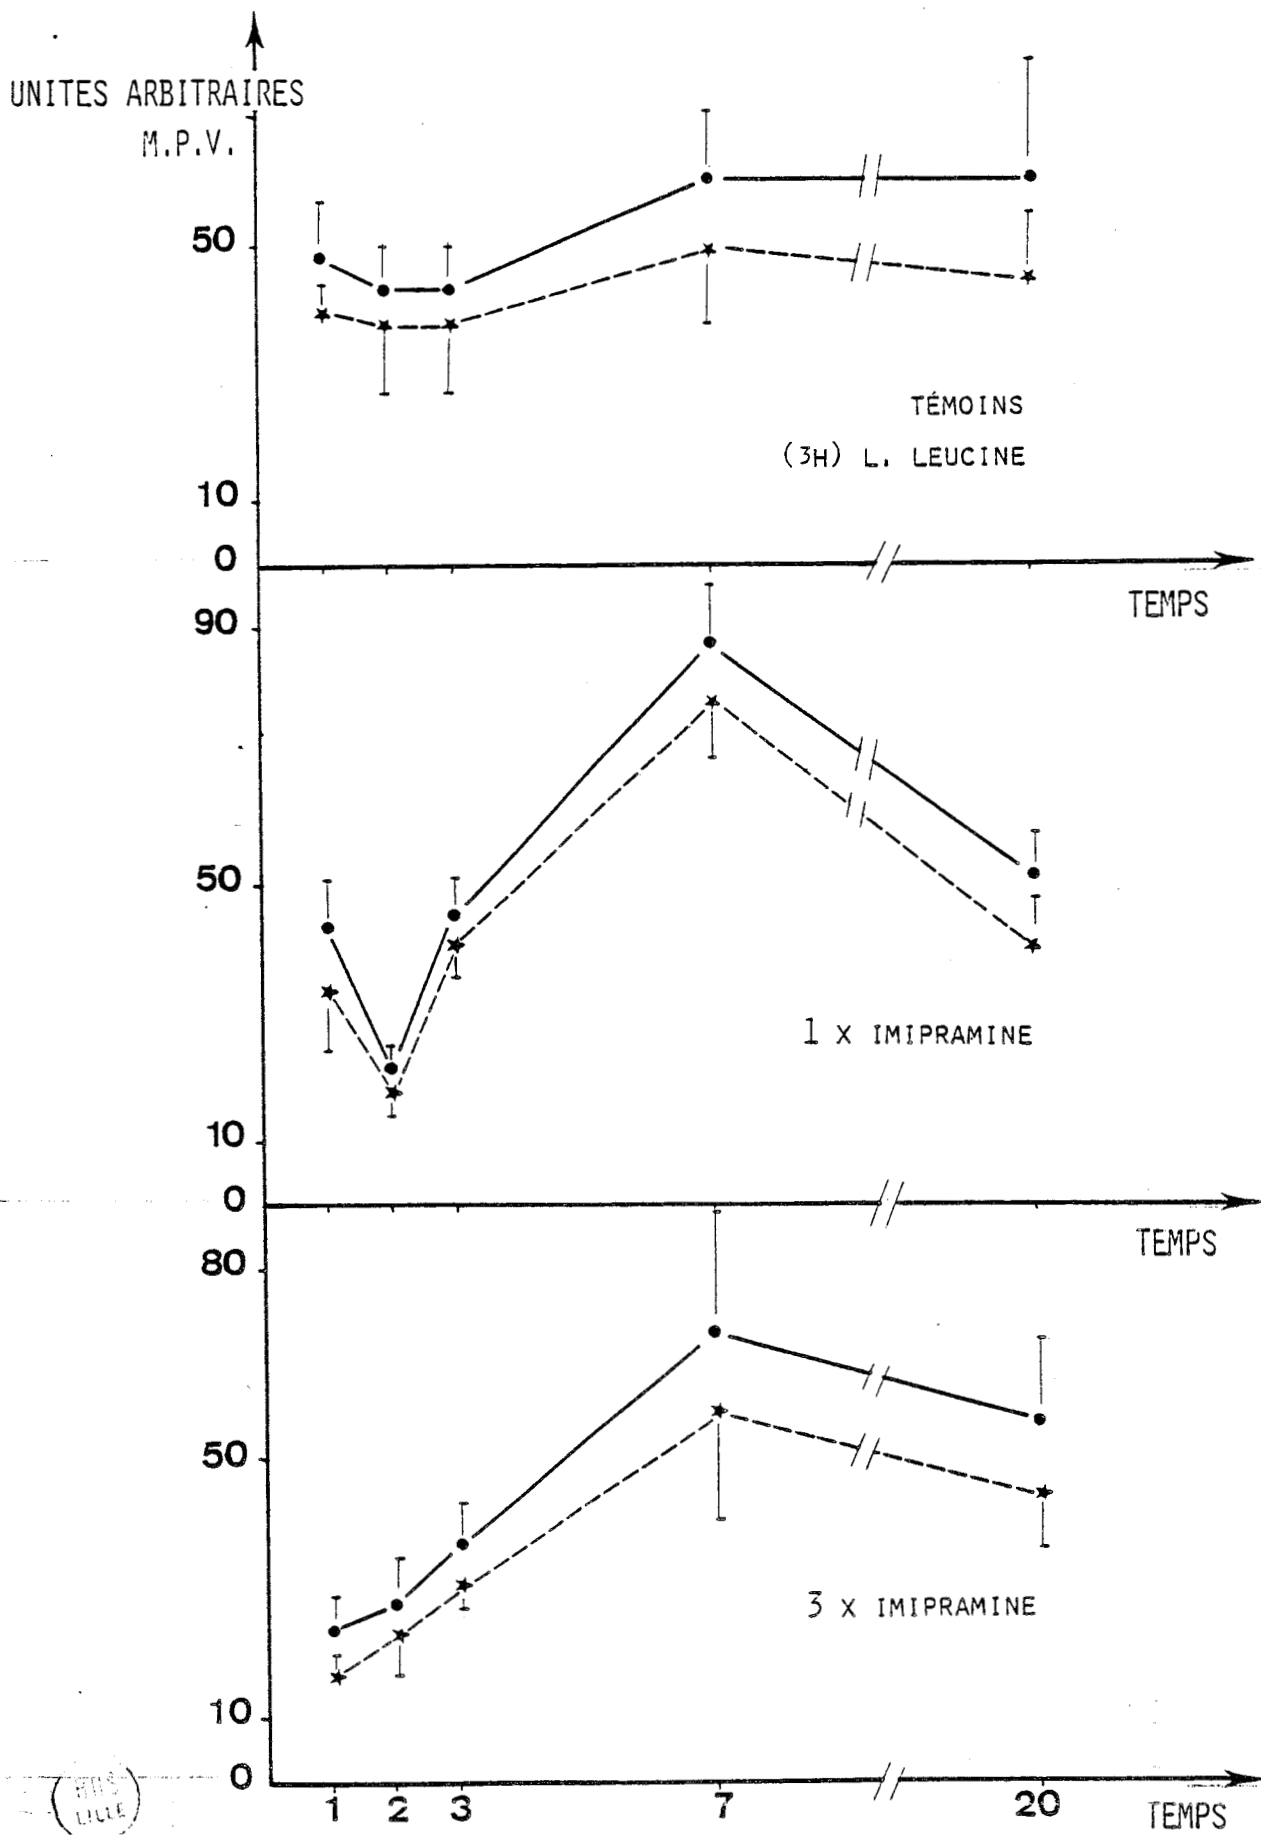 UNITES ARBITRAIRES
M.P.V.
50
TÉMOINS
(3H) L. LEUCINE
10
0
TEMPS
90
50
1 X IMIPRAMINE
10
0
TEMPS
80
50
3 X IMIPRAMINE
10
0
1 2 3 7 20 TEMPS
LILLE